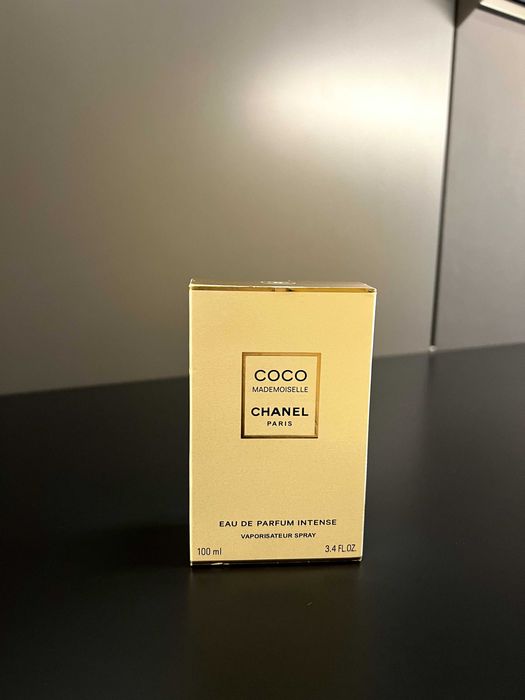 COCO
MADEMOISELLE
CHANEL
PARIS
EAU DE PARFUM INTENSE
VAPORISATEUR SPRAY
100 ml 3.4 FL.OZ.